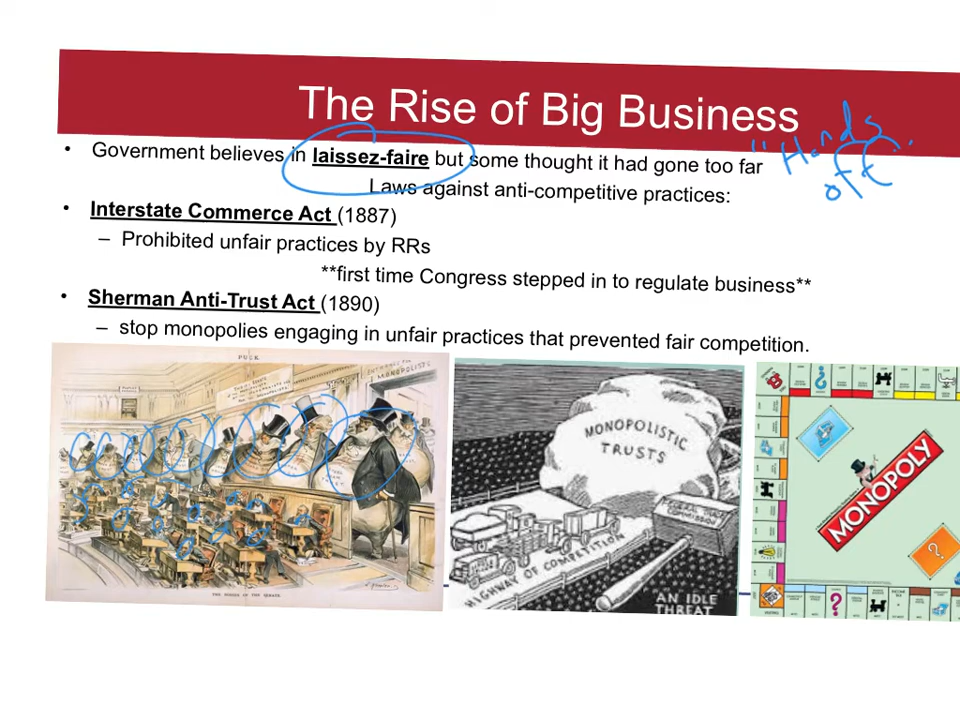 The Rise of Big Business
"Hands off"
• Government believes in laissez-faire but some thought it had gone too far
Laws against anti-competitive practices:
• Interstate Commerce Act (1887)
– Prohibited unfair practices by RRs
**first time Congress stepped in to regulate business**
• Sherman Anti-Trust Act (1890)
– stop monopolies engaging in unfair practices that prevented fair competition.
PUCK
MONOPOLISTS
THE BOSSES OF THE SENATE
MONOPOLISTIC
TRUSTS
HIGHWAY OF COMPETITION
AN IDLE
THREAT
MONOPOLY